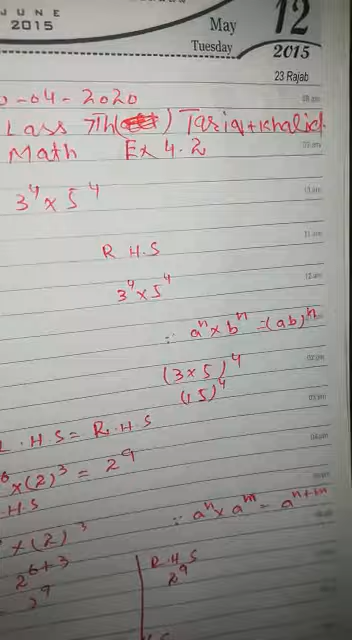 JUNE
2015
May
12
Tuesday
2015
23 Rajab
-04-2020
Lass 7Th( ) Tariq+Khalid
Math Ex 4.2
3⁴ × 5⁴
R.H.S
3⁴ × 5⁴
∵ aⁿ × bⁿ = (ab)ⁿ
(3×5)⁴
(15)⁴
L.H.S = R.H.S
⁶ × (2)³ = 2⁹
.H.S
× (2)³
∵ aⁿ × aᵐ = aⁿ⁺ᵐ
2⁶⁺³
2⁹
R.H.S
2⁹